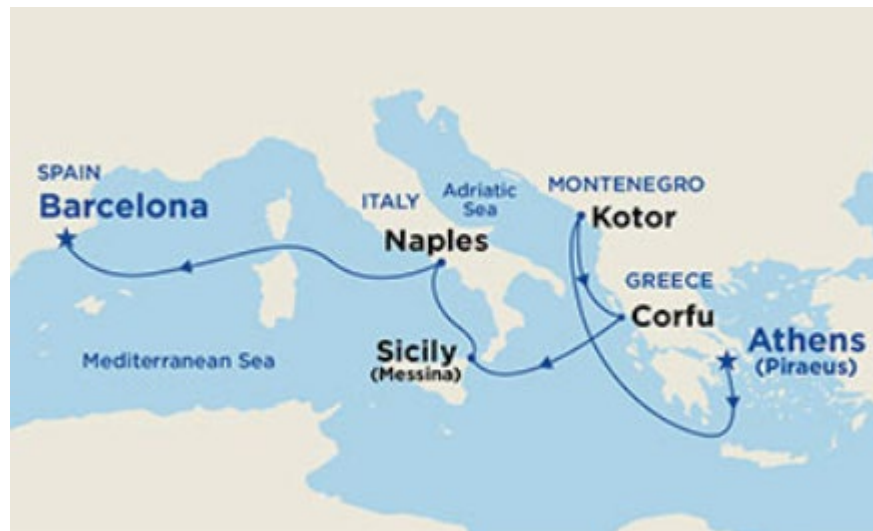 SPAIN
Barcelona
ITALY
Naples
Adriatic
Sea
MONTENEGRO
Kotor
GREECE
Corfu
Athens
(Piraeus)
Sicily
(Messina)
Mediterranean Sea